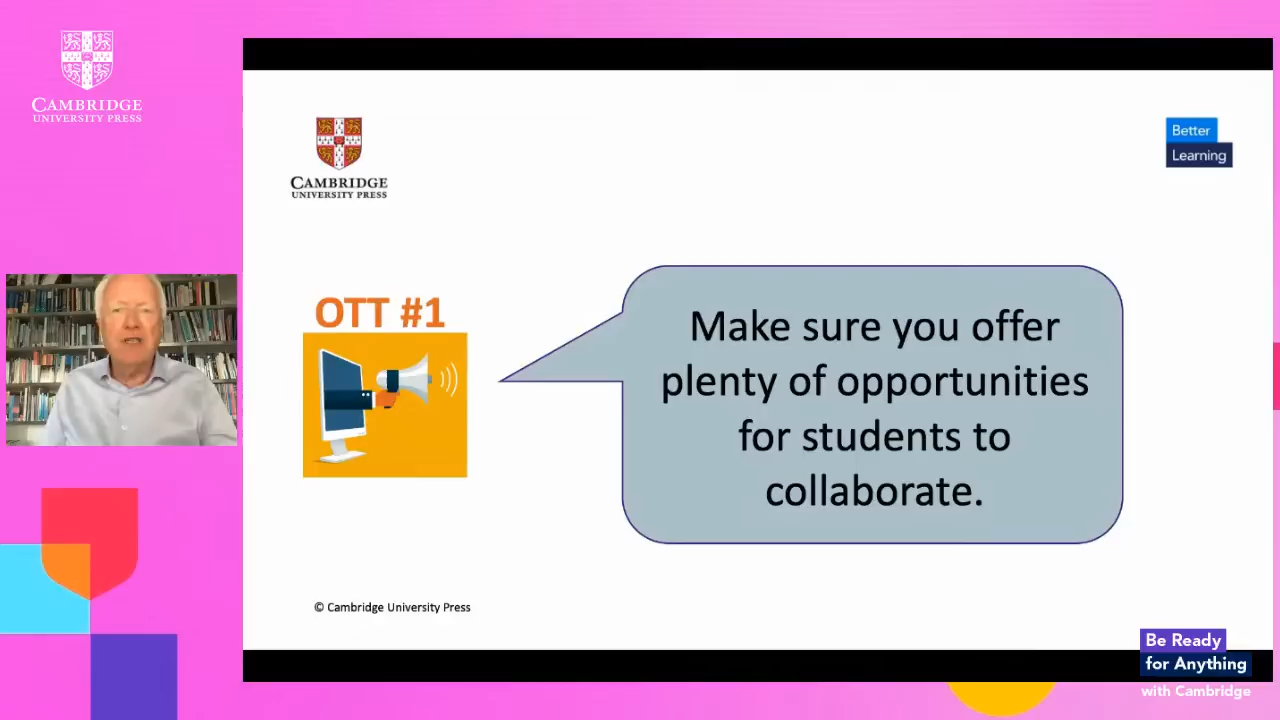 CAMBRIDGE
UNIVERSITY PRESS
CAMBRIDGE
UNIVERSITY PRESS
Better
Learning
OTT #1
Make sure you offer
plenty of opportunities
for students to
collaborate.
© Cambridge University Press
Be Ready
for Anything
with Cambridge